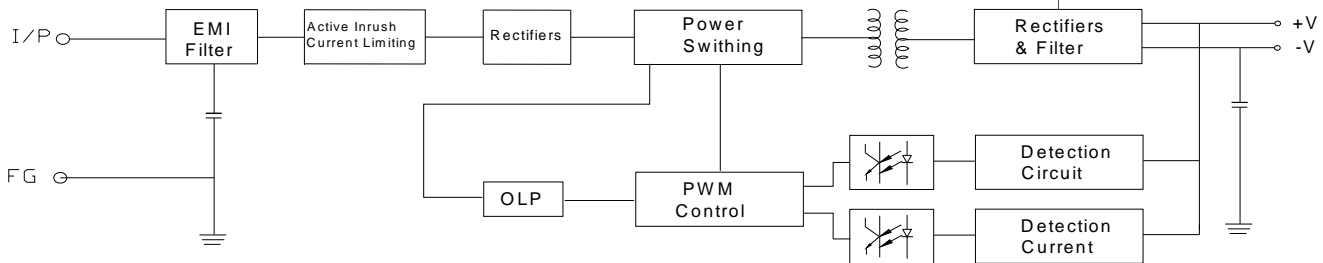 I/P
EMI
Filter
Active Inrush
Current Limiting
Rectifiers
Power
Swithing
Rectifiers
& Filter
+V
-V
FG
OLP
PWM
Control
Detection
Circuit
Detection
Current